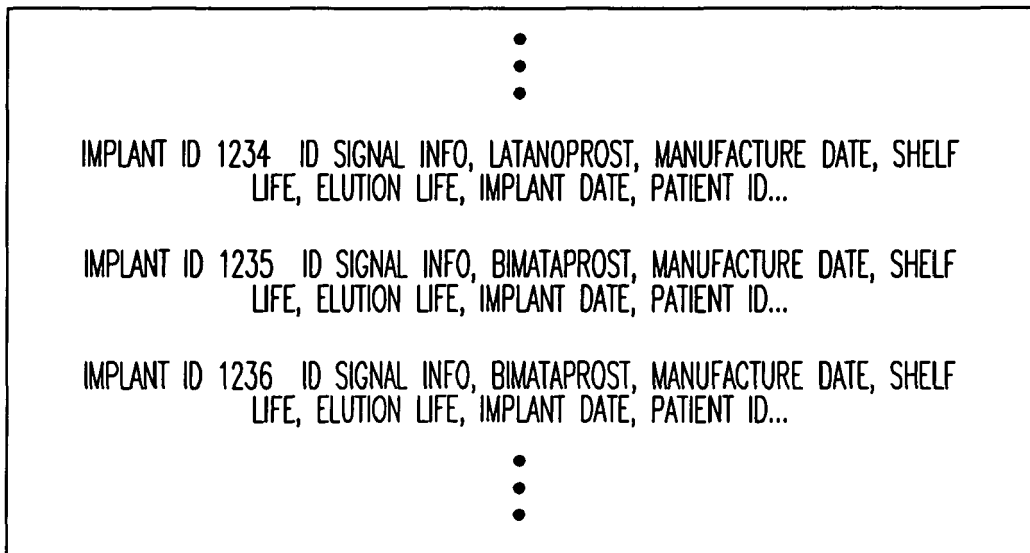 IMPLANT ID 1234 ID SIGNAL INFO, LATANOPROST, MANUFACTURE DATE, SHELF
LIFE, ELUTION LIFE, IMPLANT DATE, PATIENT ID...
IMPLANT ID 1235 ID SIGNAL INFO, BIMATAPROST, MANUFACTURE DATE, SHELF
LIFE, ELUTION LIFE, IMPLANT DATE, PATIENT ID...
IMPLANT ID 1236 ID SIGNAL INFO, BIMATAPROST, MANUFACTURE DATE, SHELF
LIFE, ELUTION LIFE, IMPLANT DATE, PATIENT ID...